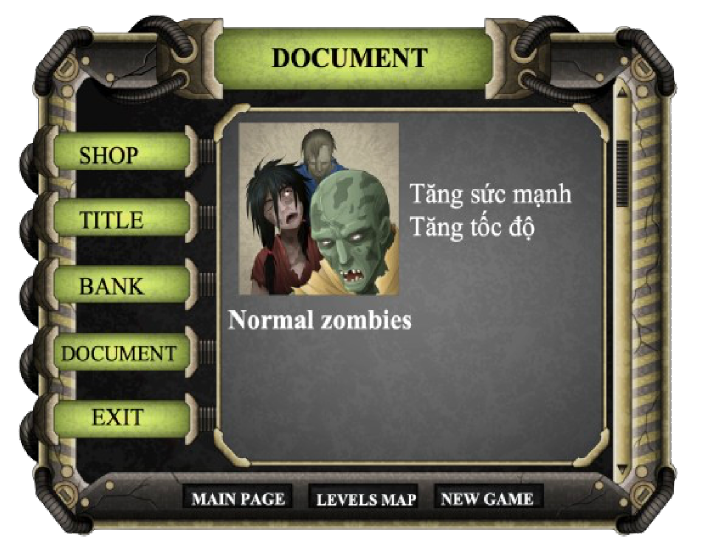 DOCUMENT
SHOP
TITLE
BANK
DOCUMENT
EXIT
Tăng sức mạnh
Tăng tốc độ
Normal zombies
MAIN PAGE
LEVELS MAP
NEW GAME